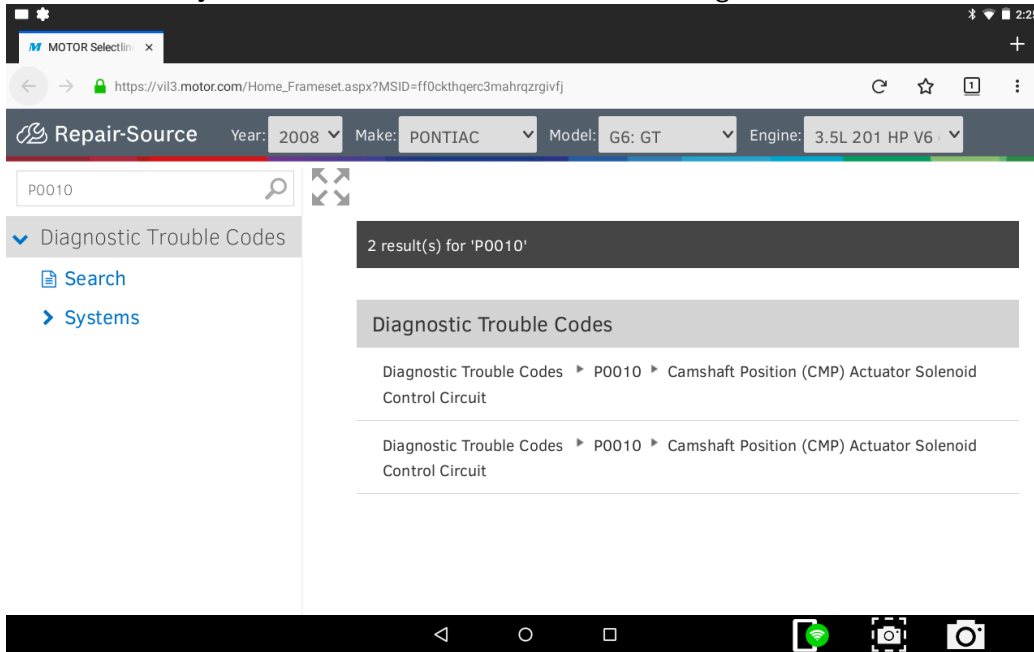 2:25
MOTOR Selectlin
https://vil3.motor.com/Home_Frameset.aspx?MSID=ff0ckthqerc3mahrqzrgivfj
1
Repair-Source Year: 2008 Make: PONTIAC Model: G6: GT Engine: 3.5L 201 HP V6
P0010
Diagnostic Trouble Codes
Search
Systems
2 result(s) for 'P0010'
Diagnostic Trouble Codes
Diagnostic Trouble Codes ▶ P0010 ▶ Camshaft Position (CMP) Actuator Solenoid
Control Circuit
Diagnostic Trouble Codes ▶ P0010 ▶ Camshaft Position (CMP) Actuator Solenoid
Control Circuit